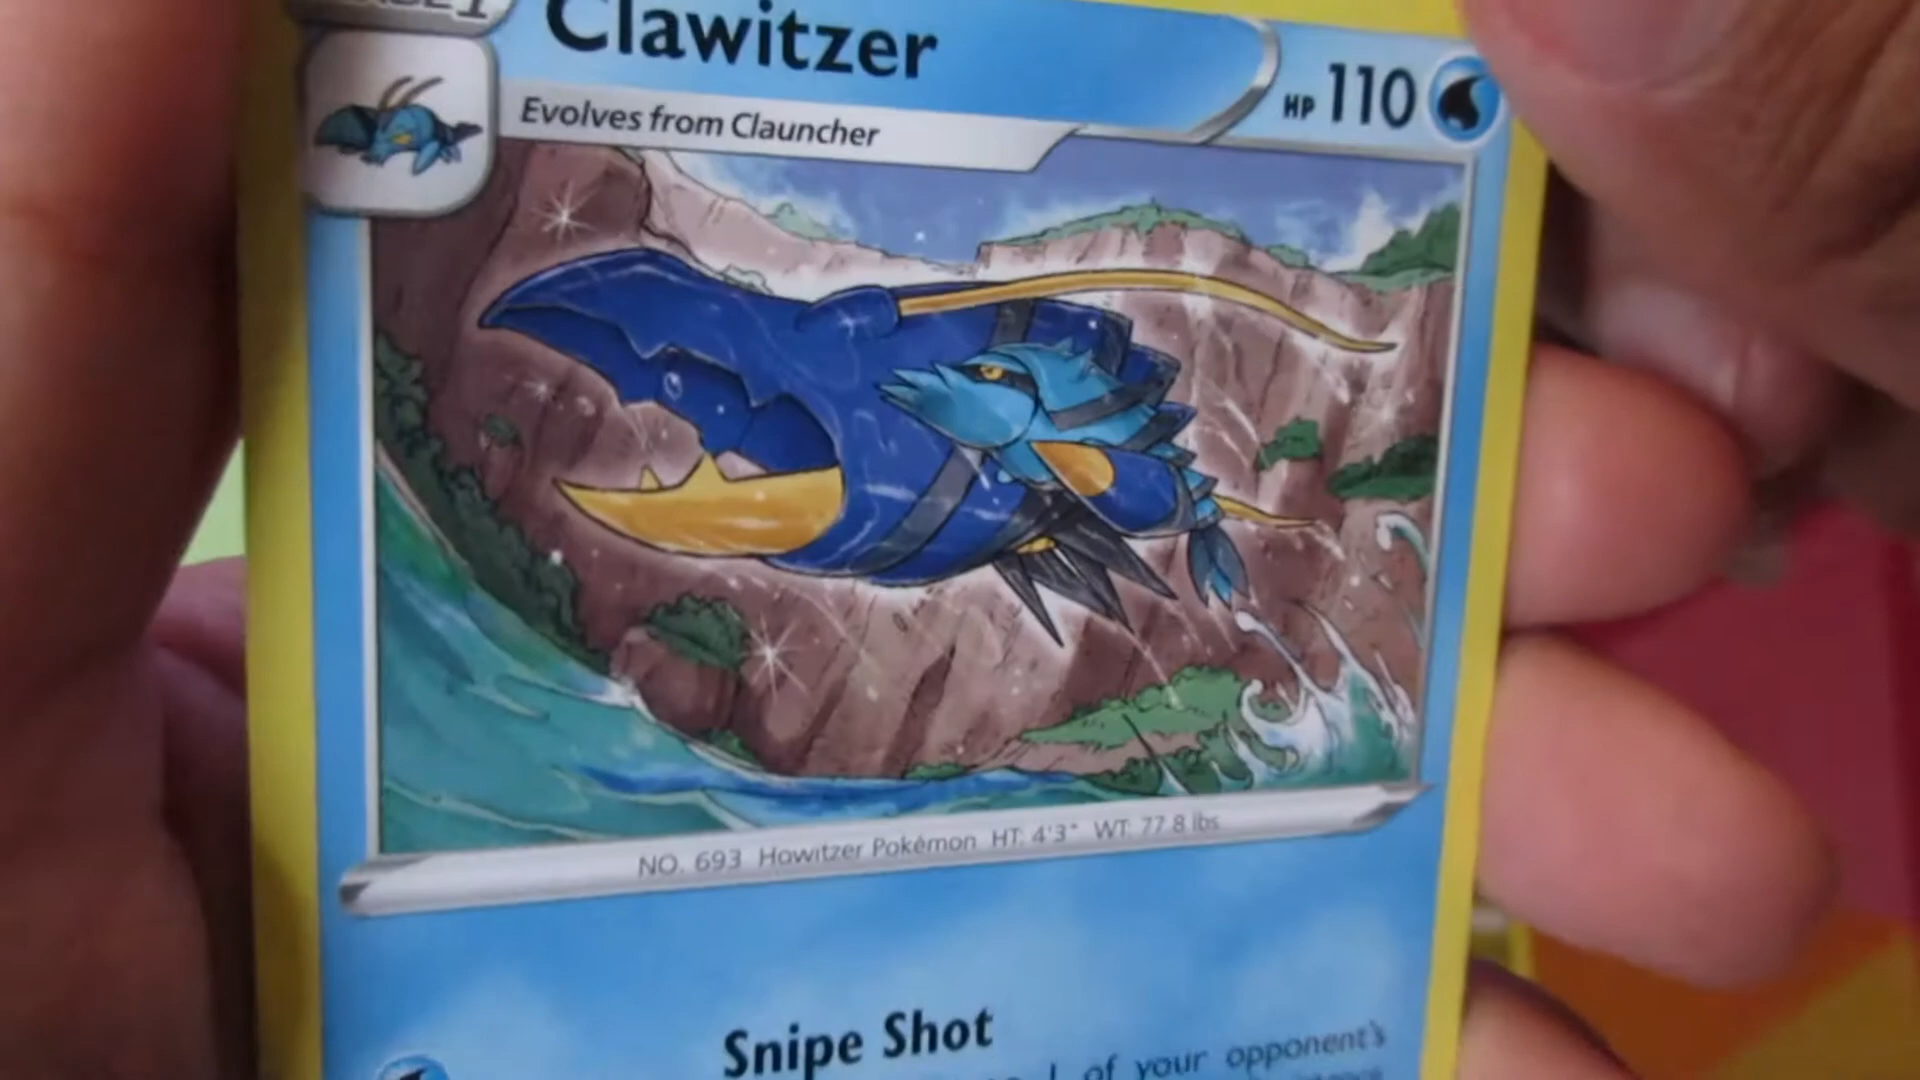 Clawitzer
HP 110
Evolves from Clauncher
NO. 693 Howitzer Pokémon HT: 4'3" WT: 77.8 lbs
Snipe Shot
1 of your opponent's